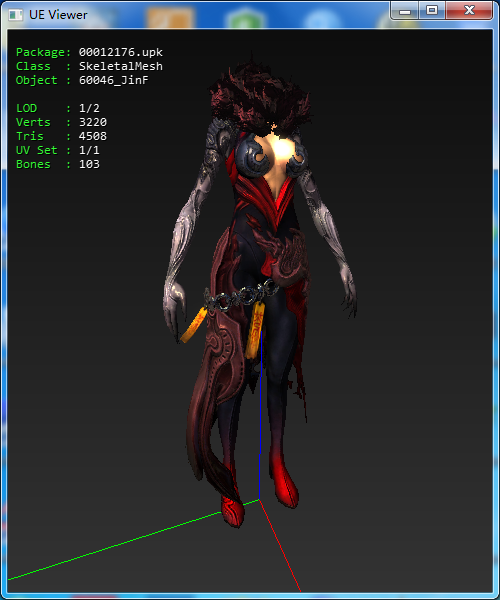 UE Viewer
Package: 00012176.upk
Class  : SkeletalMesh
Object : 60046_JinF
LOD    : 1/2
Verts  : 3220
Tris   : 4508
UV Set : 1/1
Bones  : 103